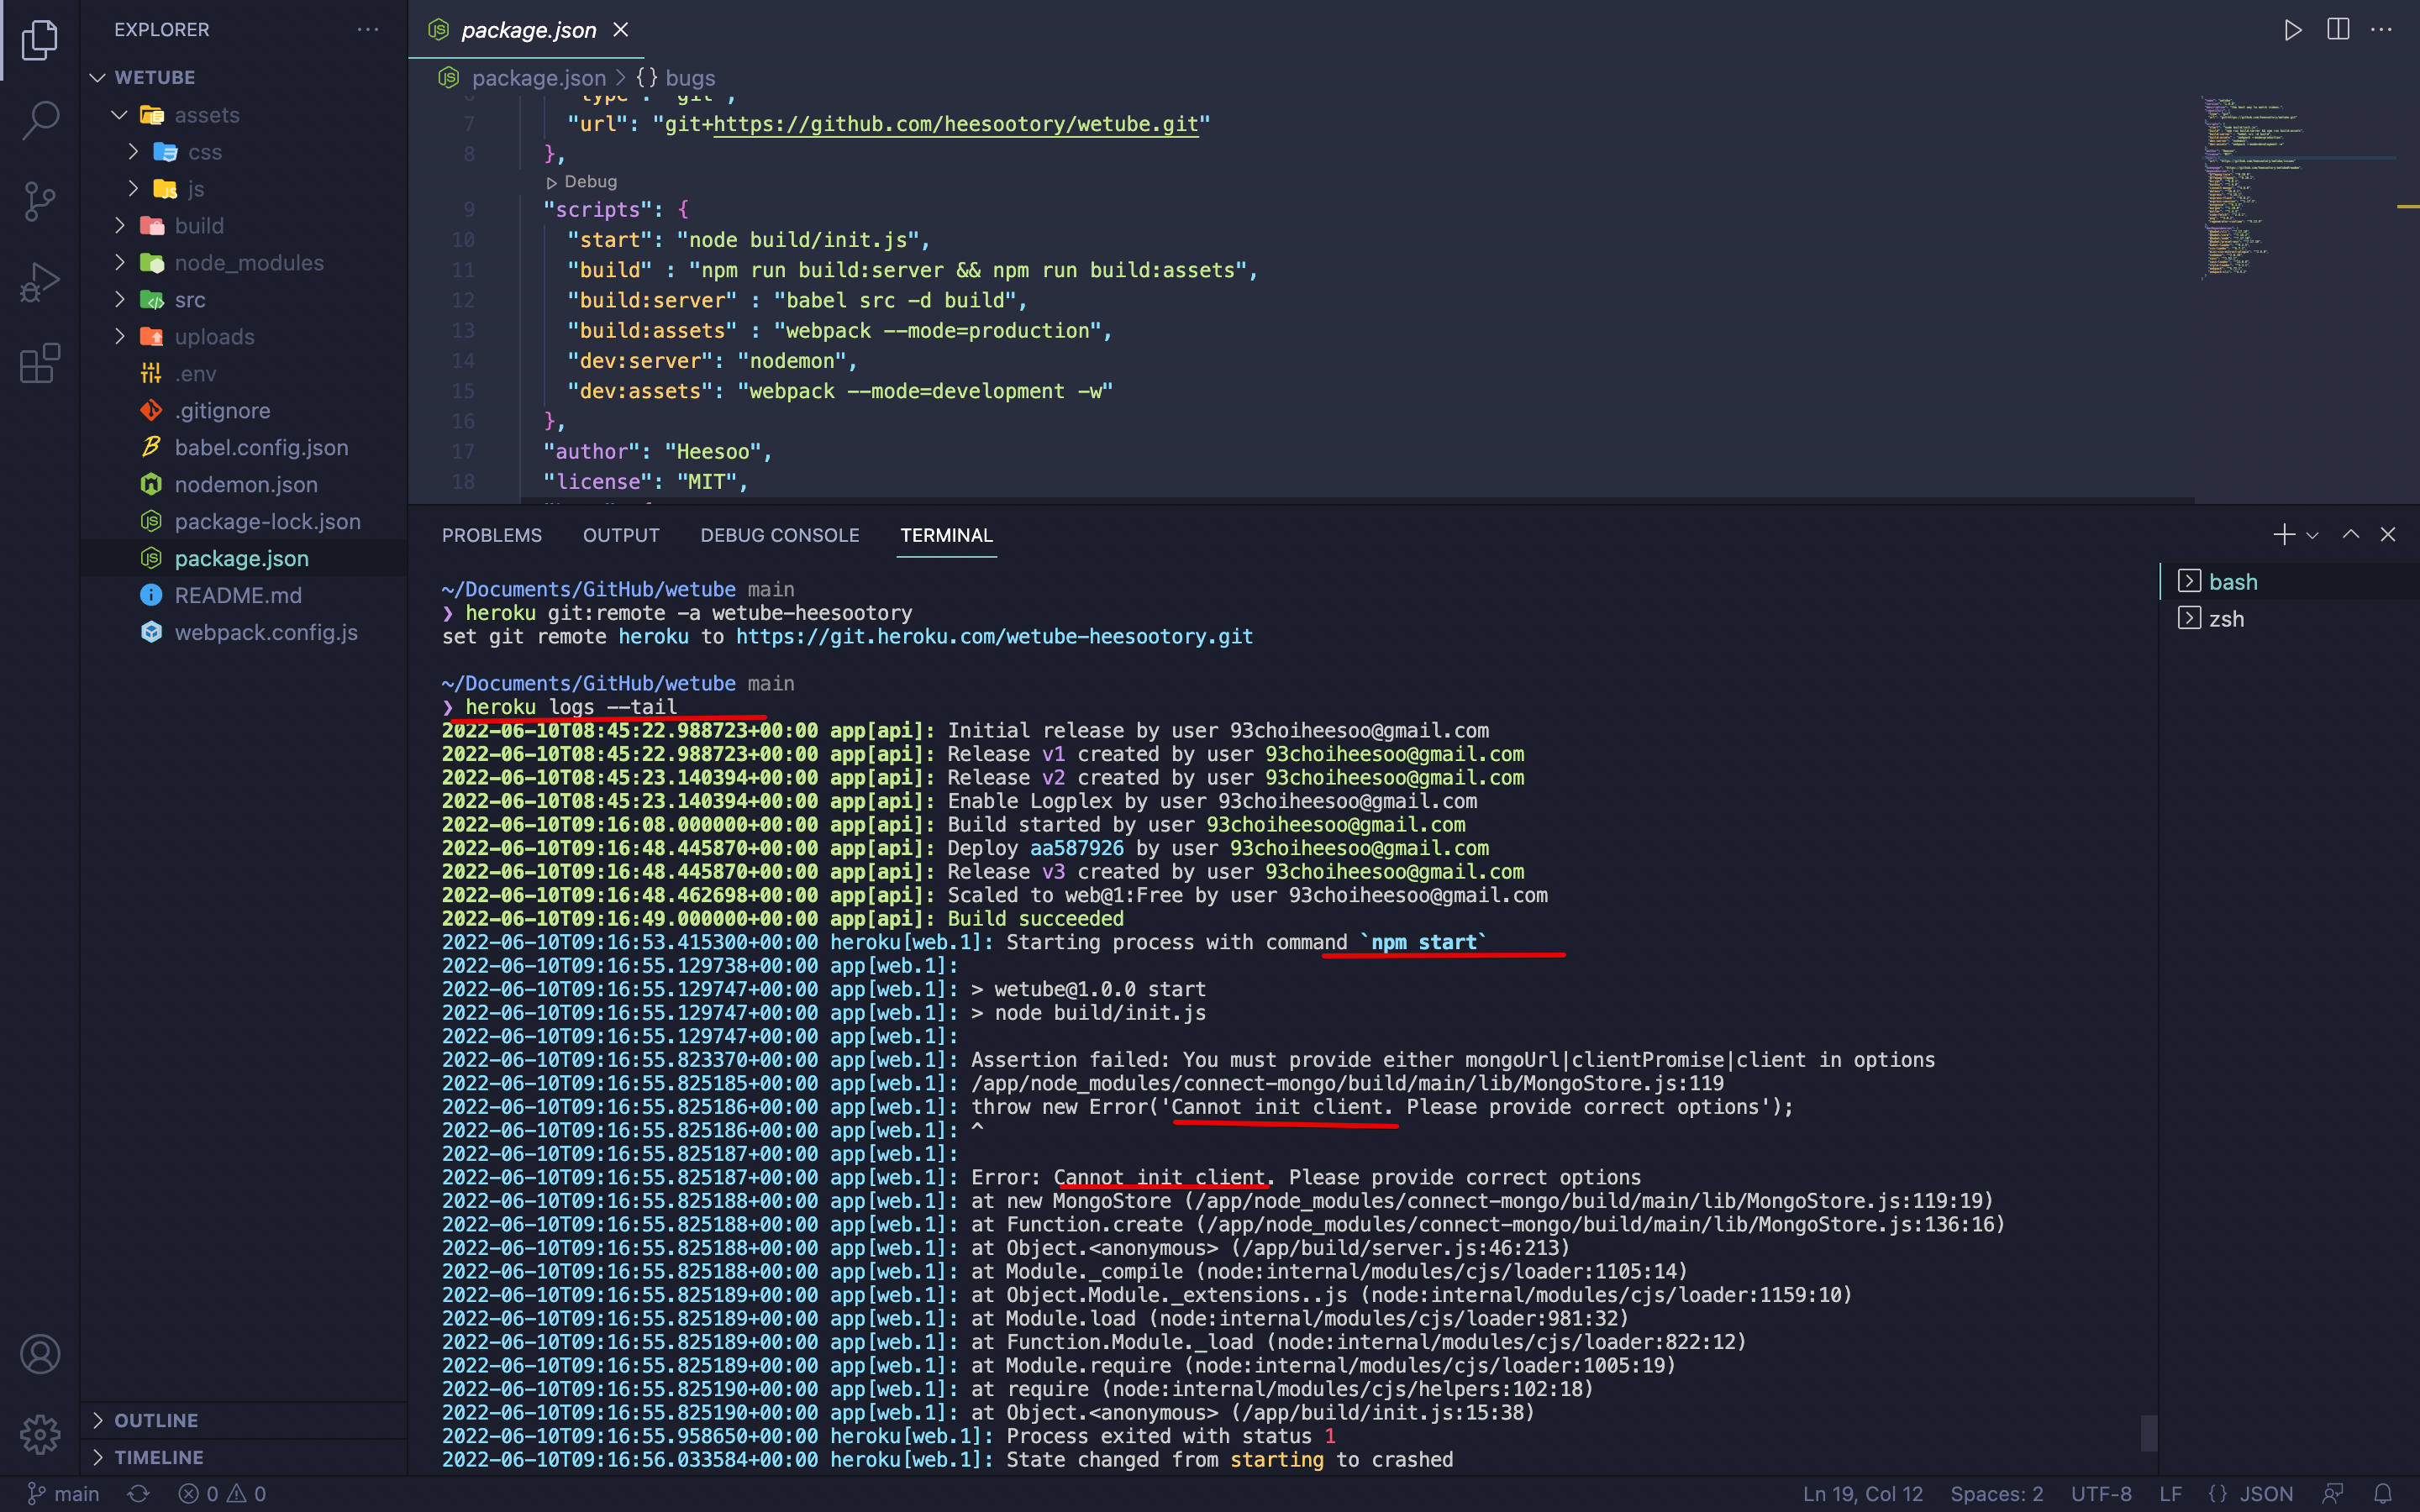 EXPLORER
WETUBE
assets
css
js
build
node_modules
src
uploads
.env
.gitignore
babel.config.json
nodemon.json
package-lock.json
package.json
README.md
webpack.config.js
OUTLINE
TIMELINE
package.json
package.json > {} bugs
"type": "git",
7 "url": "git+https://github.com/heesootory/wetube.git"
8 },
Debug
9 "scripts": {
10 "start": "node build/init.js",
11 "build" : "npm run build:server && npm run build:assets",
12 "build:server" : "babel src -d build",
13 "build:assets" : "webpack --mode=production",
14 "dev:server": "nodemon",
15 "dev:assets": "webpack --mode=development -w"
16 },
17 "author": "Heesoo",
18 "license": "MIT",
PROBLEMS OUTPUT DEBUG CONSOLE TERMINAL
bash
zsh
~/Documents/GitHub/wetube main
❯ heroku git:remote -a wetube-heesootory
set git remote heroku to https://git.heroku.com/wetube-heesootory.git
~/Documents/GitHub/wetube main
❯ heroku logs --tail
2022-06-10T08:45:22.988723+00:00 app[api]: Initial release by user 93choiheesoo@gmail.com
2022-06-10T08:45:22.988723+00:00 app[api]: Release v1 created by user 93choiheesoo@gmail.com
2022-06-10T08:45:23.140394+00:00 app[api]: Release v2 created by user 93choiheesoo@gmail.com
2022-06-10T08:45:23.140394+00:00 app[api]: Enable Logplex by user 93choiheesoo@gmail.com
2022-06-10T09:16:08.000000+00:00 app[api]: Build started by user 93choiheesoo@gmail.com
2022-06-10T09:16:48.445870+00:00 app[api]: Deploy aa587926 by user 93choiheesoo@gmail.com
2022-06-10T09:16:48.445870+00:00 app[api]: Release v3 created by user 93choiheesoo@gmail.com
2022-06-10T09:16:48.462698+00:00 app[api]: Scaled to web@1:Free by user 93choiheesoo@gmail.com
2022-06-10T09:16:49.000000+00:00 app[api]: Build succeeded
2022-06-10T09:16:53.415300+00:00 heroku[web.1]: Starting process with command `npm start`
2022-06-10T09:16:55.129738+00:00 app[web.1]:
2022-06-10T09:16:55.129747+00:00 app[web.1]: > wetube@1.0.0 start
2022-06-10T09:16:55.129747+00:00 app[web.1]: > node build/init.js
2022-06-10T09:16:55.129747+00:00 app[web.1]:
2022-06-10T09:16:55.823370+00:00 app[web.1]: Assertion failed: You must provide either mongoUrl|clientPromise|client in options
2022-06-10T09:16:55.825185+00:00 app[web.1]: /app/node_modules/connect-mongo/build/main/lib/MongoStore.js:119
2022-06-10T09:16:55.825186+00:00 app[web.1]: throw new Error('Cannot init client. Please provide correct options');
2022-06-10T09:16:55.825186+00:00 app[web.1]: ^
2022-06-10T09:16:55.825187+00:00 app[web.1]:
2022-06-10T09:16:55.825187+00:00 app[web.1]: Error: Cannot init client. Please provide correct options
2022-06-10T09:16:55.825188+00:00 app[web.1]: at new MongoStore (/app/node_modules/connect-mongo/build/main/lib/MongoStore.js:119:19)
2022-06-10T09:16:55.825188+00:00 app[web.1]: at Function.create (/app/node_modules/connect-mongo/build/main/lib/MongoStore.js:136:16)
2022-06-10T09:16:55.825188+00:00 app[web.1]: at Object.<anonymous> (/app/build/server.js:46:213)
2022-06-10T09:16:55.825188+00:00 app[web.1]: at Module._compile (node:internal/modules/cjs/loader:1105:14)
2022-06-10T09:16:55.825189+00:00 app[web.1]: at Object.Module._extensions..js (node:internal/modules/cjs/loader:1159:10)
2022-06-10T09:16:55.825189+00:00 app[web.1]: at Module.load (node:internal/modules/cjs/loader:981:32)
2022-06-10T09:16:55.825189+00:00 app[web.1]: at Function.Module._load (node:internal/modules/cjs/loader:822:12)
2022-06-10T09:16:55.825189+00:00 app[web.1]: at Module.require (node:internal/modules/cjs/loader:1005:19)
2022-06-10T09:16:55.825190+00:00 app[web.1]: at require (node:internal/modules/cjs/helpers:102:18)
2022-06-10T09:16:55.825190+00:00 app[web.1]: at Object.<anonymous> (/app/build/init.js:15:38)
2022-06-10T09:16:55.958650+00:00 heroku[web.1]: Process exited with status 1
2022-06-10T09:16:56.033584+00:00 heroku[web.1]: State changed from starting to crashed
main 0 0 Ln 19, Col 12 Spaces: 2 UTF-8 LF {} JSON